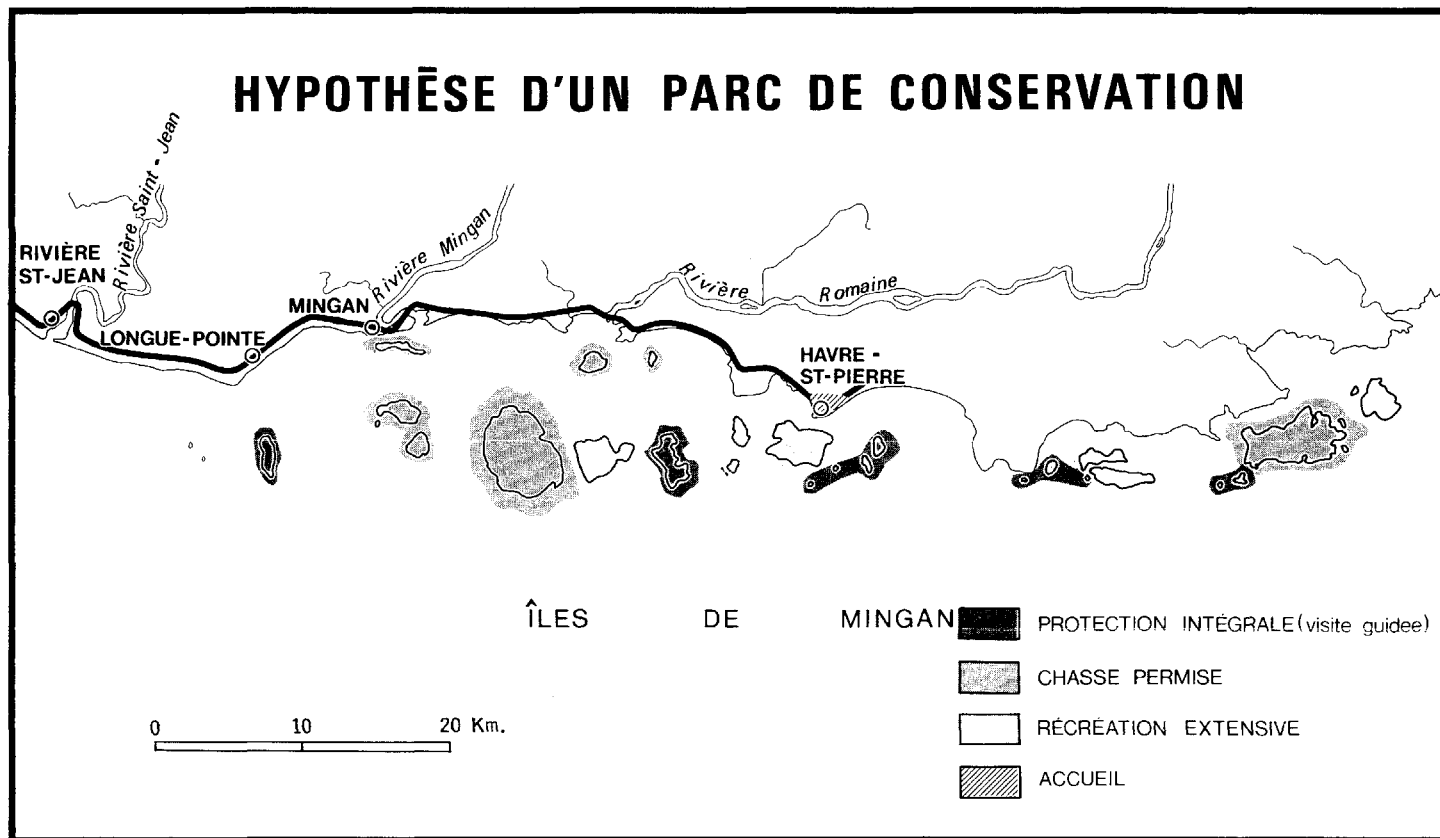 HYPOTHĒSE D'UN PARC DE CONSERVATION
Rivière Saint - Jean
RIVIÈRE
ST-JEAN
Rivière Mingan
MINGAN
LONGUE-POINTE
Rivière Romaine
HAVRE -
ST-PIERRE
ÎLES DE MINGAN
PROTECTION INTÉGRALE (visite guidee)
CHASSE PERMISE
RÉCRÉATION EXTENSIVE
ACCUEIL
0 10 20 Km.